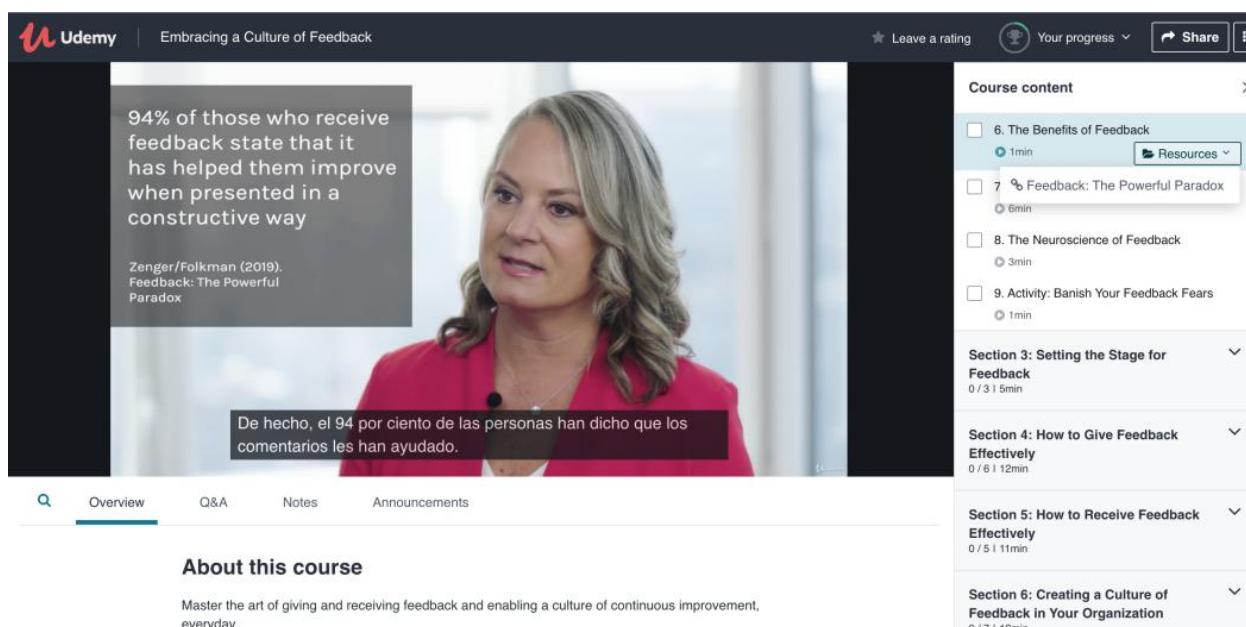 Udemy
Embracing a Culture of Feedback
Leave a rating
Your progress
Share
94% of those who receive
feedback state that it
has helped them improve
when presented in a
constructive way
Zenger/Folkman (2019).
Feedback: The Powerful
Paradox
De hecho, el 94 por ciento de las personas han dicho que los
comentarios les han ayudado.
Course content
6. The Benefits of Feedback
1min
Resources
Feedback: The Powerful Paradox
7
6min
8. The Neuroscience of Feedback
3min
9. Activity: Banish Your Feedback Fears
1min
Section 3: Setting the Stage for
Feedback
0 / 3 | 5min
Section 4: How to Give Feedback
Effectively
0 / 6 | 12min
Section 5: How to Receive Feedback
Effectively
0 / 5 | 11min
Section 6: Creating a Culture of
Feedback in Your Organization
Overview
Q&A
Notes
Announcements
About this course
Master the art of giving and receiving feedback and enabling a culture of continuous improvement,
everyday